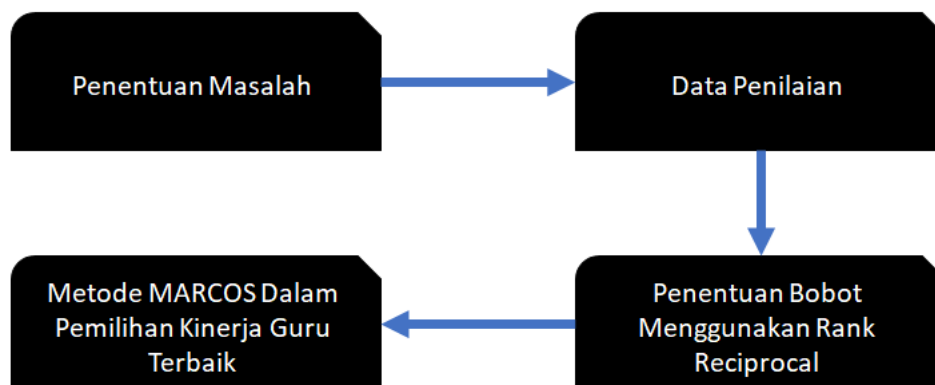 Penentuan Masalah
Data Penilaian
Penentuan Bobot
Menggunakan Rank
Reciprocal
Metode MARCOS Dalam
Pemilihan Kinerja Guru
Terbaik